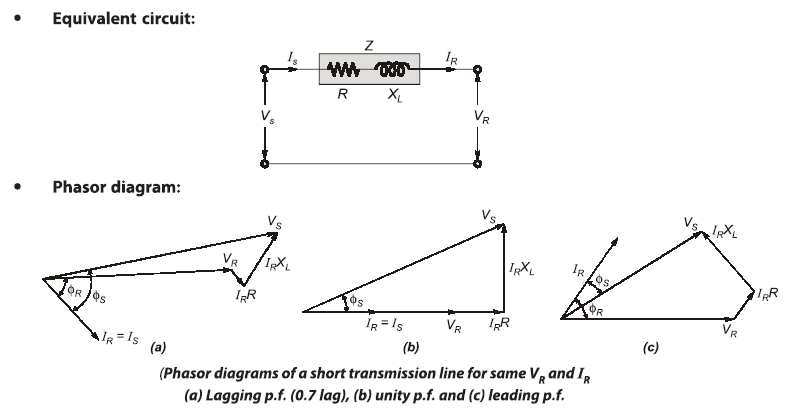 • Equivalent circuit:
Z
I_s
I_R
R
X_L
V_s
V_R
• Phasor diagram:
V_S
V_R
I_RX_L
I_RR
ϕ_R
ϕ_S
I_R = I_S
(a)
V_S
I_RX_L
ϕ_S
I_R = I_S
V_R
I_RR
(b)
V_S
I_RX_L
I_R
ϕ_S
ϕ_R
I_RR
V_R
(c)
(Phasor diagrams of a short transmission line for same V_R and I_R
(a) Lagging p.f. (0.7 lag), (b) unity p.f. and (c) leading p.f.